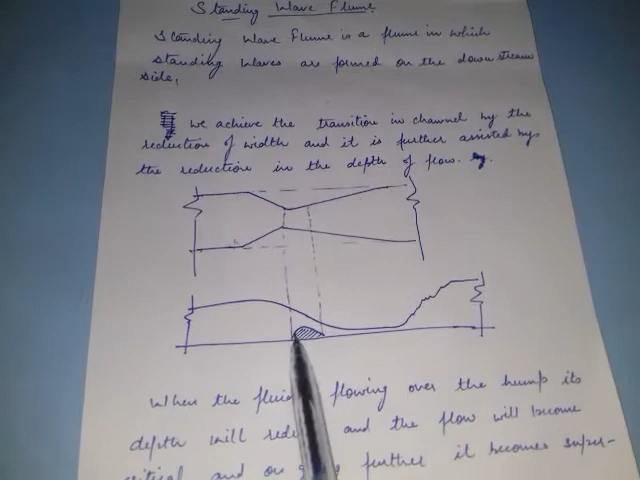 Standing Wave Flume
Standing Wave Flume is a flume in which
standing waves are formed on the down stream
side.
We achieve the transition in channel by the
reduction of width and it is further assisted by
the reduction in the depth of flow.
When the fluid flowing over the hump its
depth will and the flow will become
critical and on further it becomes super-